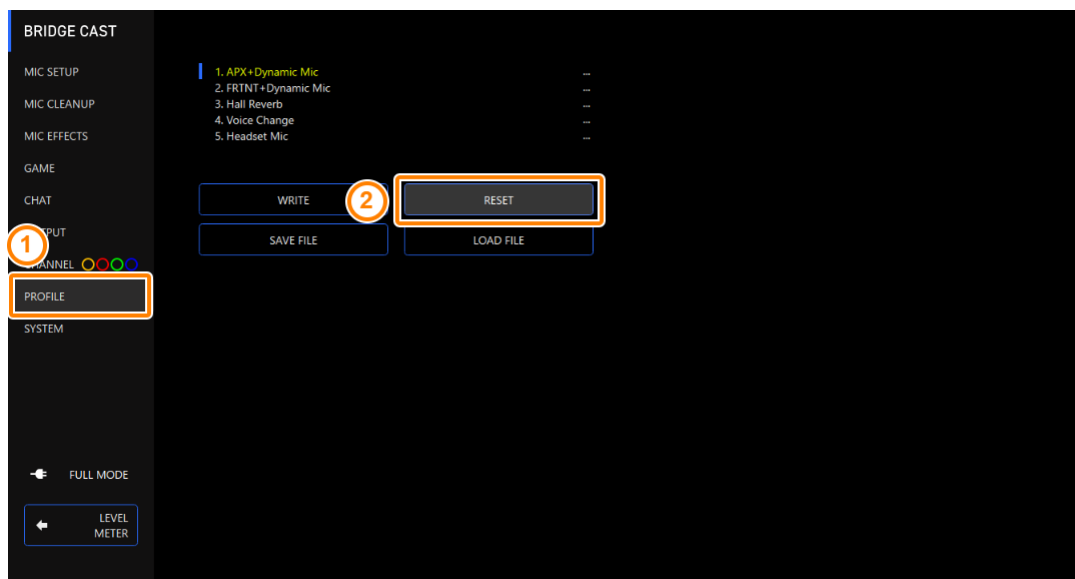 BRIDGE CAST
MIC SETUP
MIC CLEANUP
MIC EFFECTS
GAME
CHAT
PROFILE
SYSTEM
FULL MODE
LEVEL
METER
1. APX+Dynamic Mic ...
2. FRTNT+Dynamic Mic ...
3. Hall Reverb ...
4. Voice Change ...
5. Headset Mic ...
WRITE
2
RESET
SAVE FILE
LOAD FILE
1